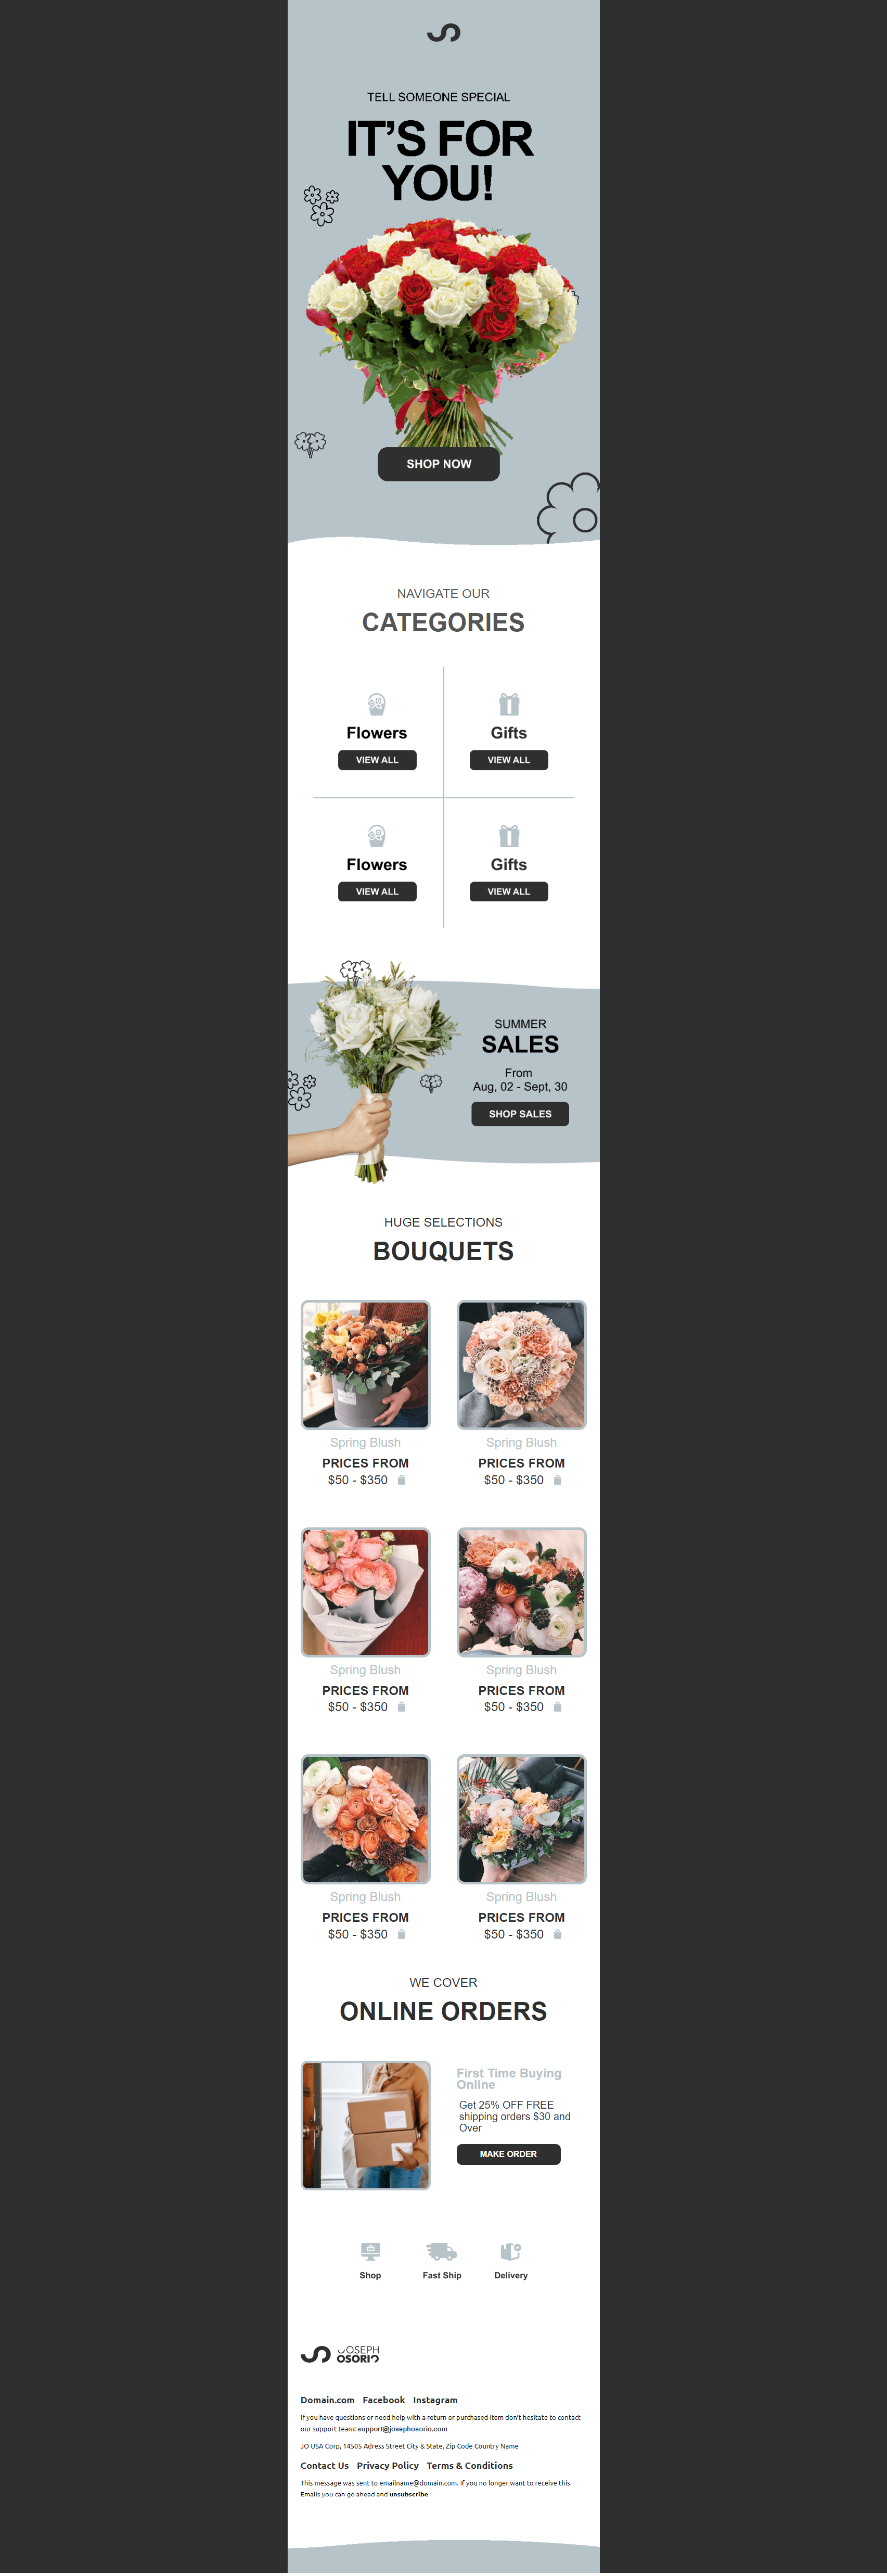 TELL SOMEONE SPECIAL
IT'S FOR
YOU!
SHOP NOW
NAVIGATE OUR
CATEGORIES
Flowers
VIEW ALL
Gifts
VIEW ALL
Flowers
VIEW ALL
Gifts
VIEW ALL
SUMMER
SALES
From
Aug, 02 - Sept, 30
SHOP SALES
HUGE SELECTIONS
BOUQUETS
Spring Blush
PRICES FROM
$50 - $350
Spring Blush
PRICES FROM
$50 - $350
Spring Blush
PRICES FROM
$50 - $350
Spring Blush
PRICES FROM
$50 - $350
Spring Blush
PRICES FROM
$50 - $350
Spring Blush
PRICES FROM
$50 - $350
WE COVER
ONLINE ORDERS
First Time Buying
Online
Get 25% OFF FREE
shipping orders $30 and
Over
MAKE ORDER
Shop
Fast Ship
Delivery
JOSEPH
OSORIO
Domain.com Facebook Instagram
If you have questions or need help with a return or purchased item don't hesitate to contact
our support team! support@josephosorio.com
JO USA Corp, 14505 Adress Street City & State, Zip Code Country Name
Contact Us Privacy Policy Terms & Conditions
This message was sent to emailname@domain.com. If you no longer want to receive this
Emails you can go ahead and unsubscribe